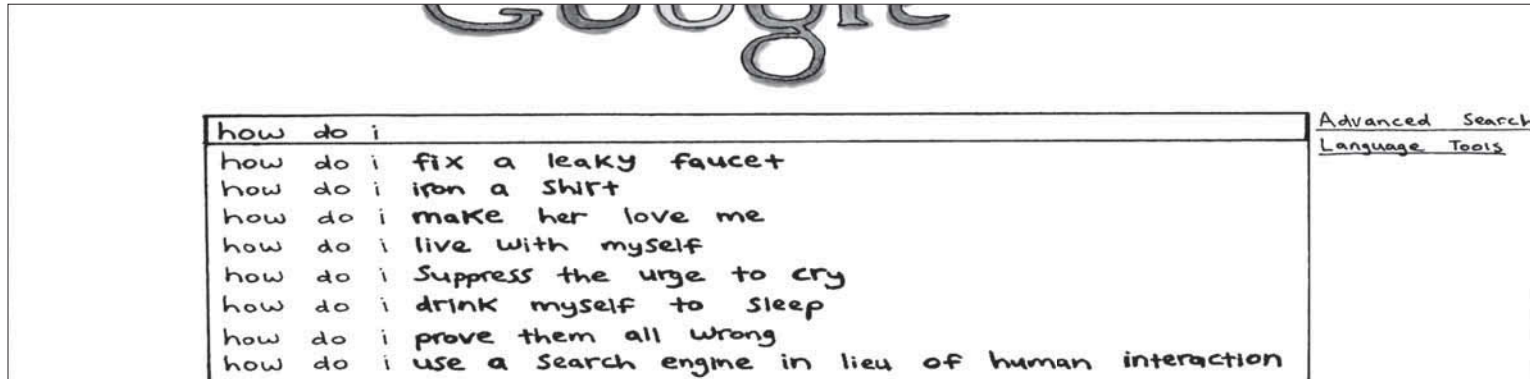 Google
how do i
Advanced Search
Language Tools
how do i fix a leaky faucet
how do i iron a shirt
how do i make her love me
how do i live with myself
how do i suppress the urge to cry
how do i drink myself to sleep
how do i prove them all wrong
how do i use a search engine in lieu of human interaction